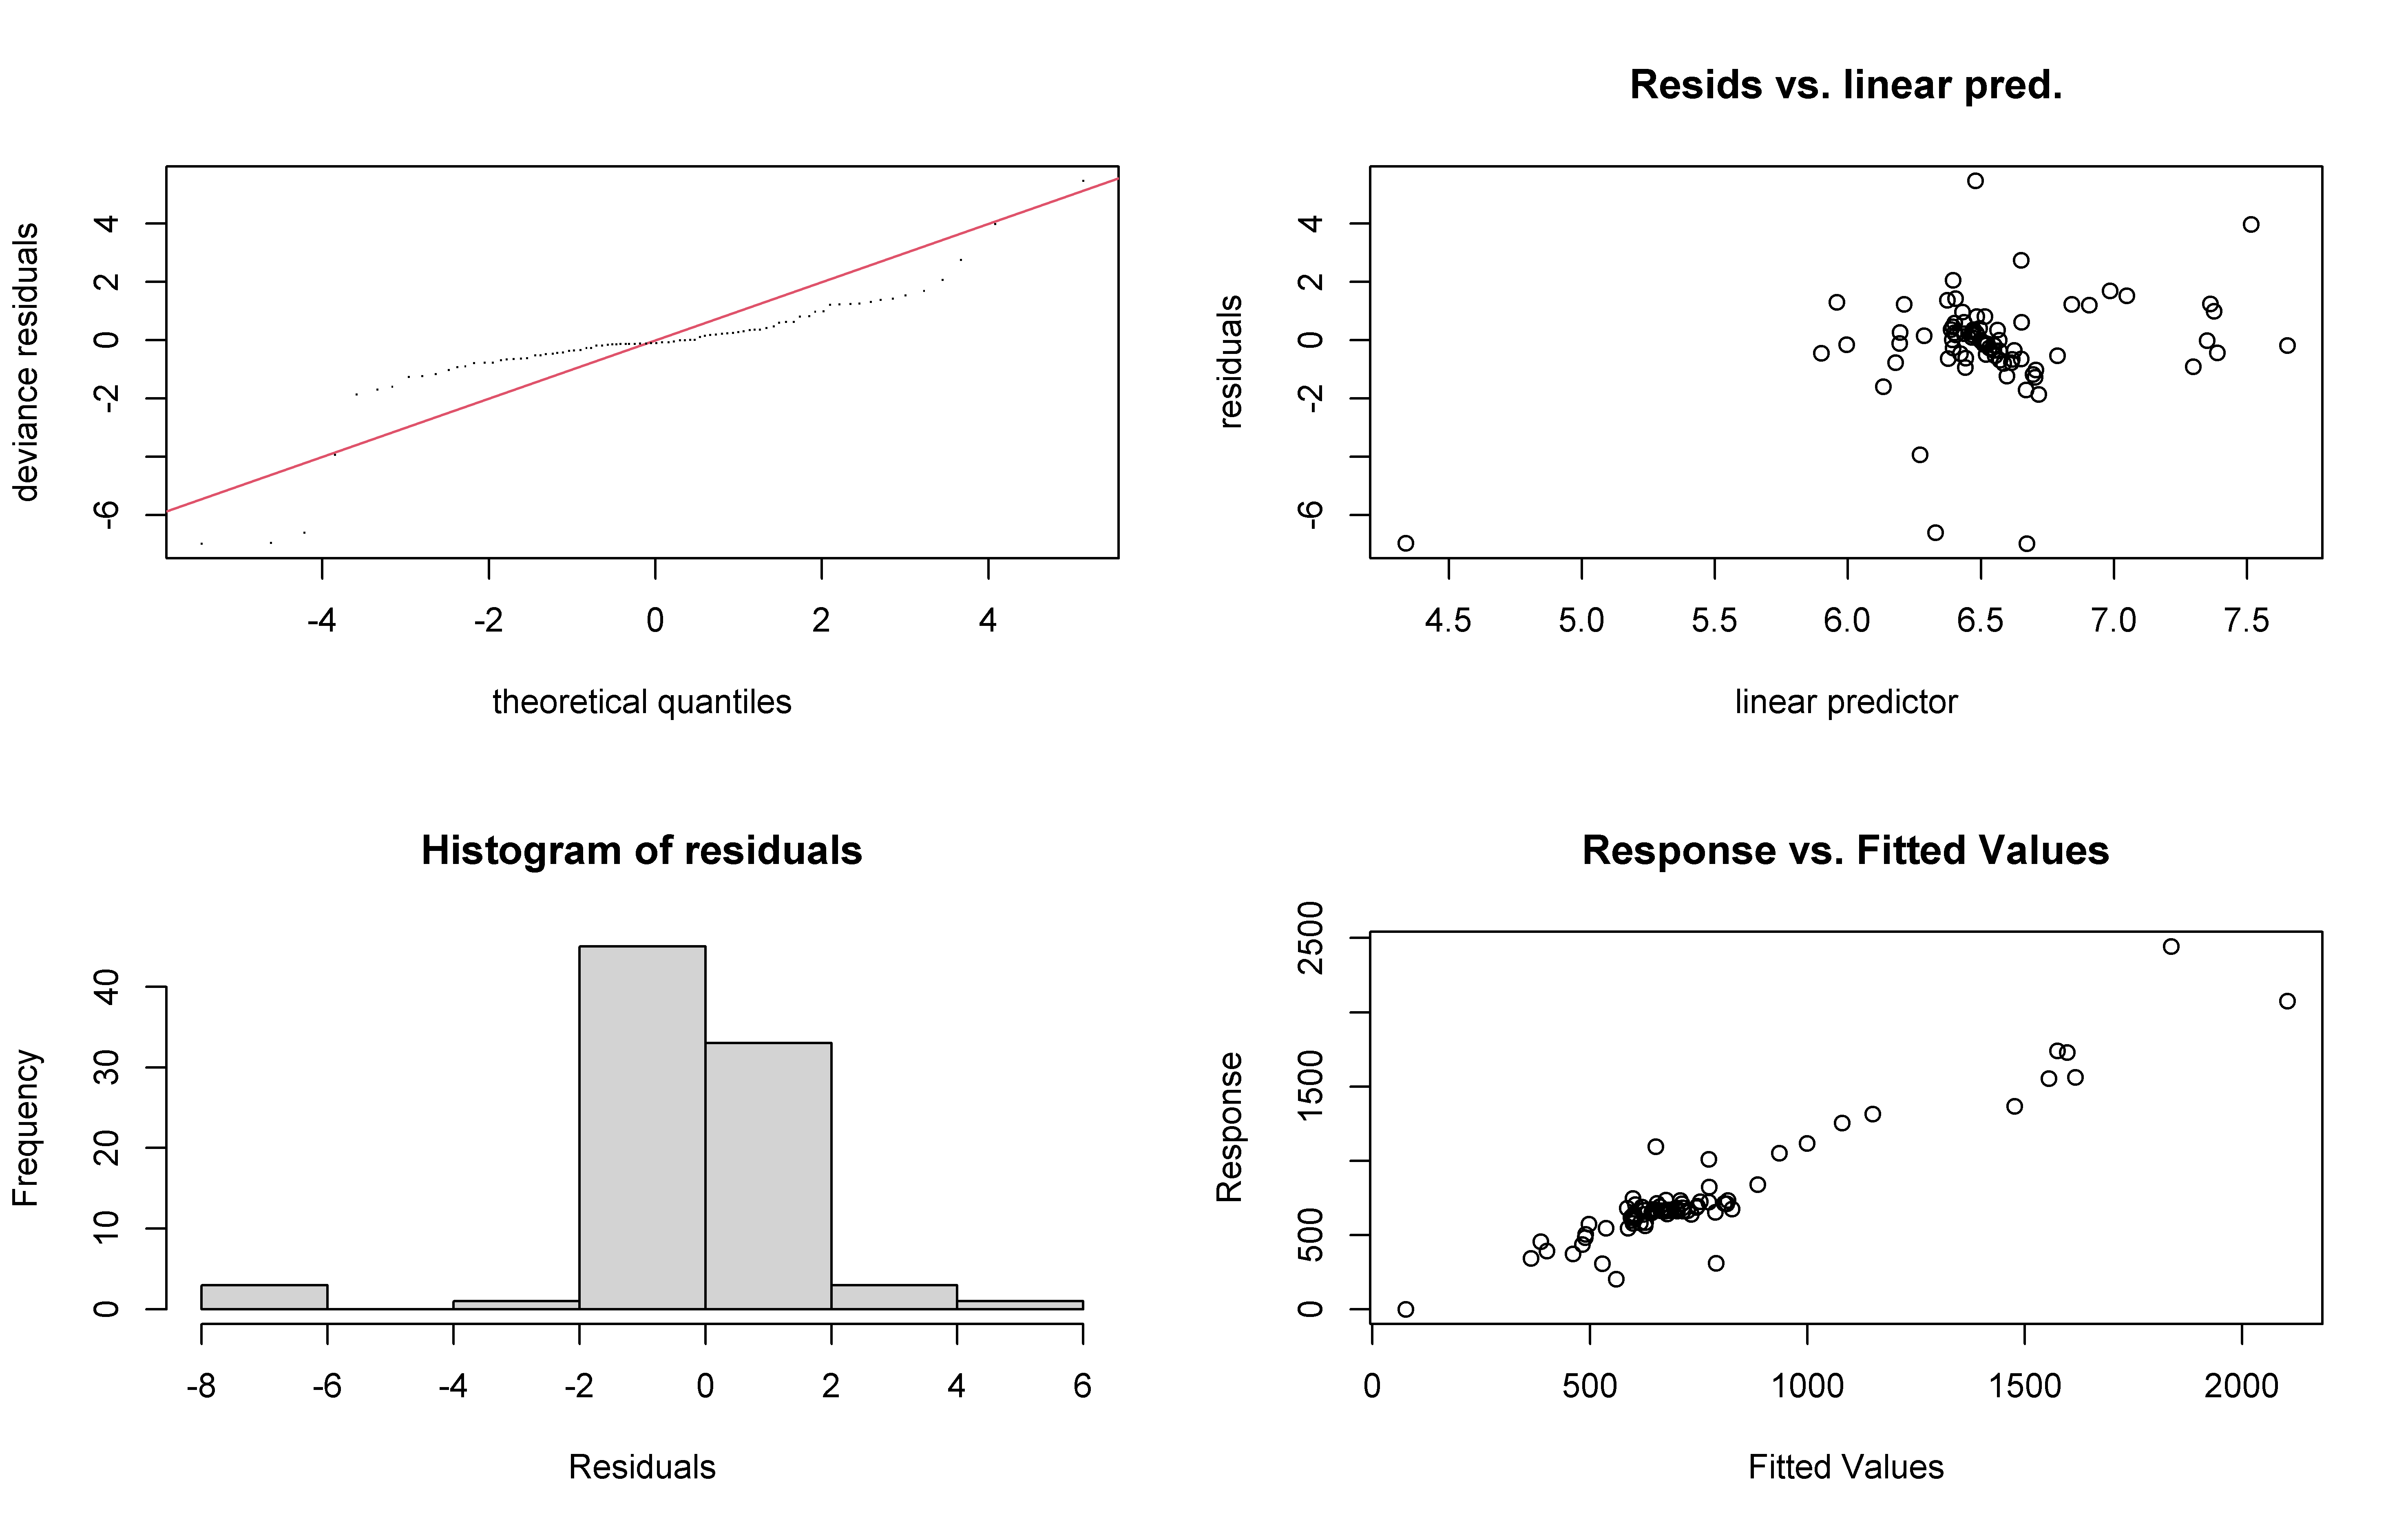 deviance residuals
-6 -2 0 2 4
-4 -2 0 2 4
theoretical quantiles
Resids vs. linear pred.
residuals
-6 -2 0 2 4
4.5 5.0 5.5 6.0 6.5 7.0 7.5
linear predictor
Histogram of residuals
Frequency
0 10 20 30 40
-8 -6 -4 -2 0 2 4 6
Residuals
Response vs. Fitted Values
Response
0 500 1500 2500
0 500 1000 1500 2000
Fitted Values